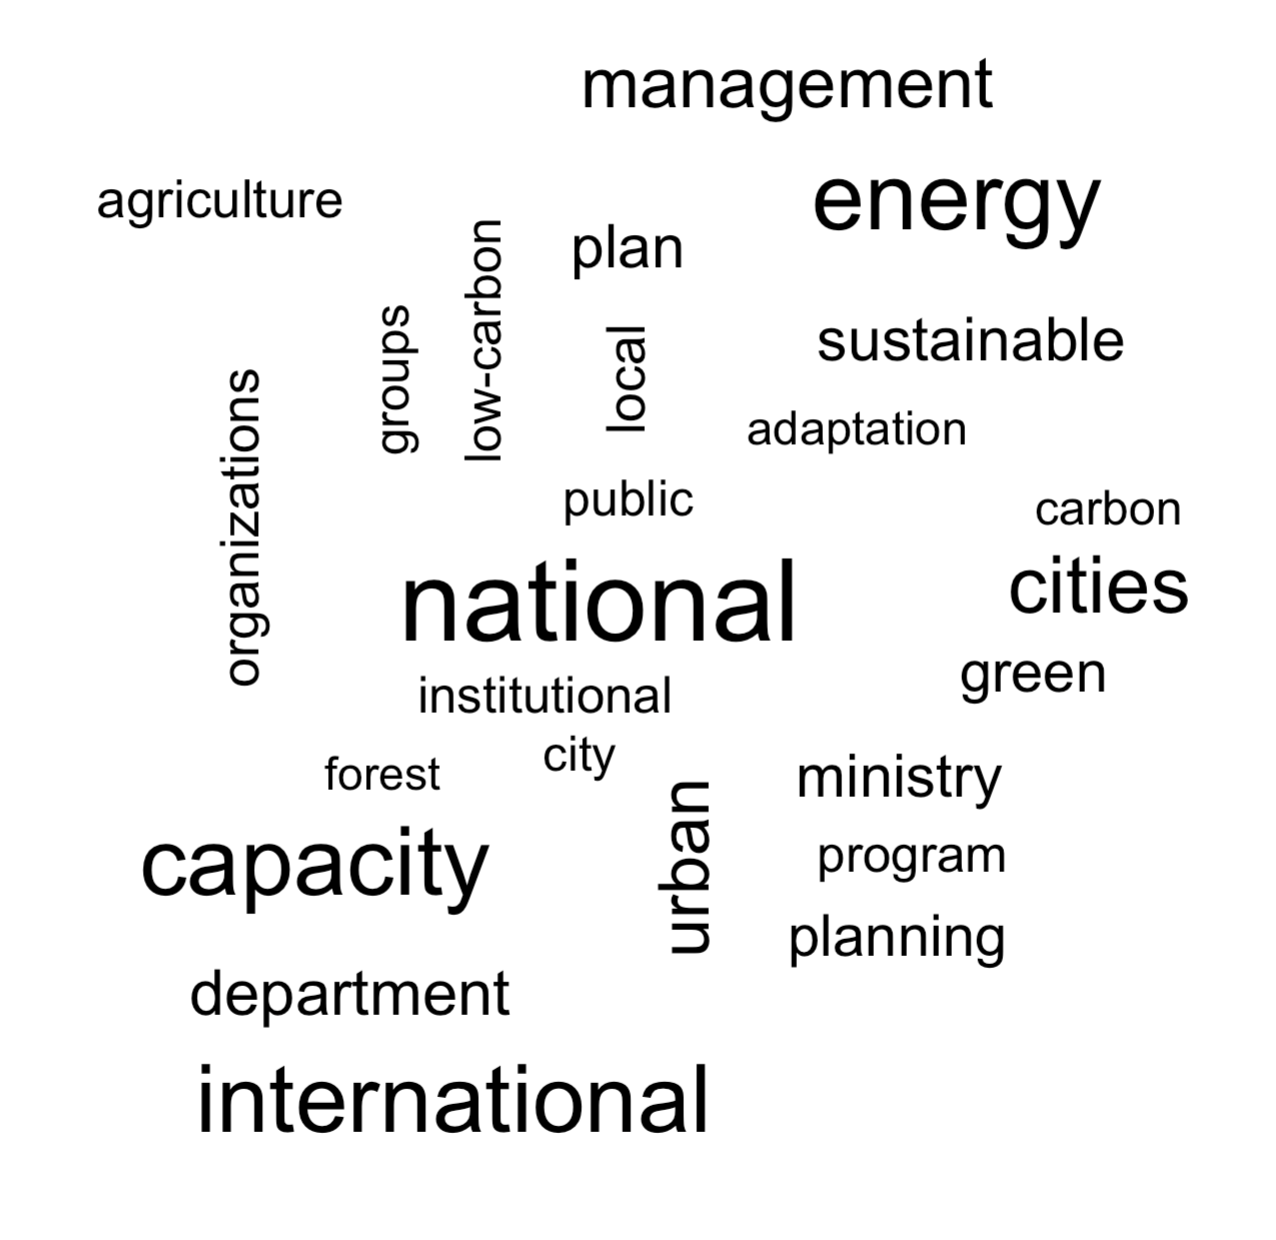 management
agriculture
energy
plan
low-carbon
groups
local
sustainable
organizations
adaptation
public
carbon
national
cities
green
institutional
city
forest
ministry
capacity
urban
program
planning
department
international